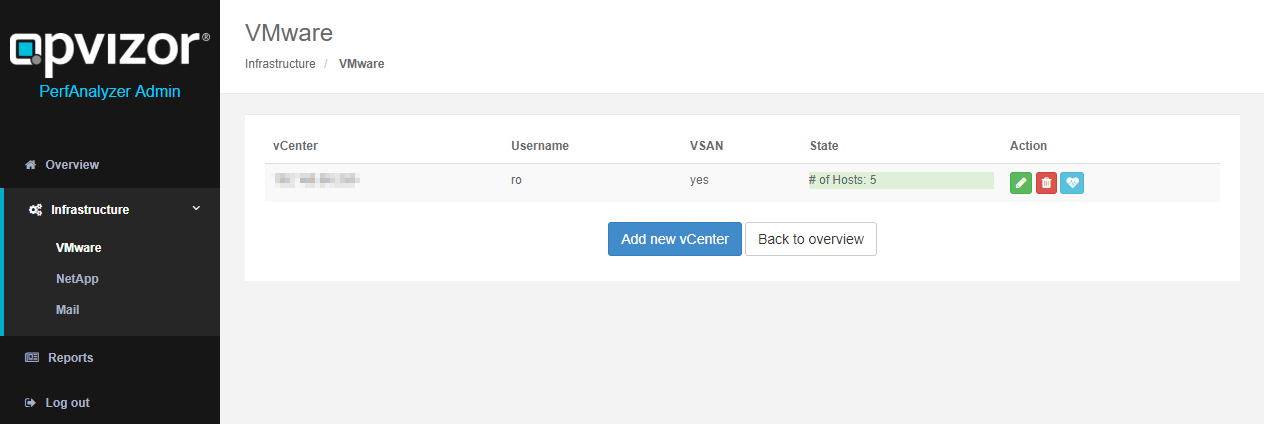 opvizor®
PerfAnalyzer Admin
Overview
Infrastructure
VMware
NetApp
Mail
Reports
Log out
VMware
Infrastructure / VMware
vCenter Username VSAN State Action
ro yes # of Hosts: 5
Add new vCenter Back to overview